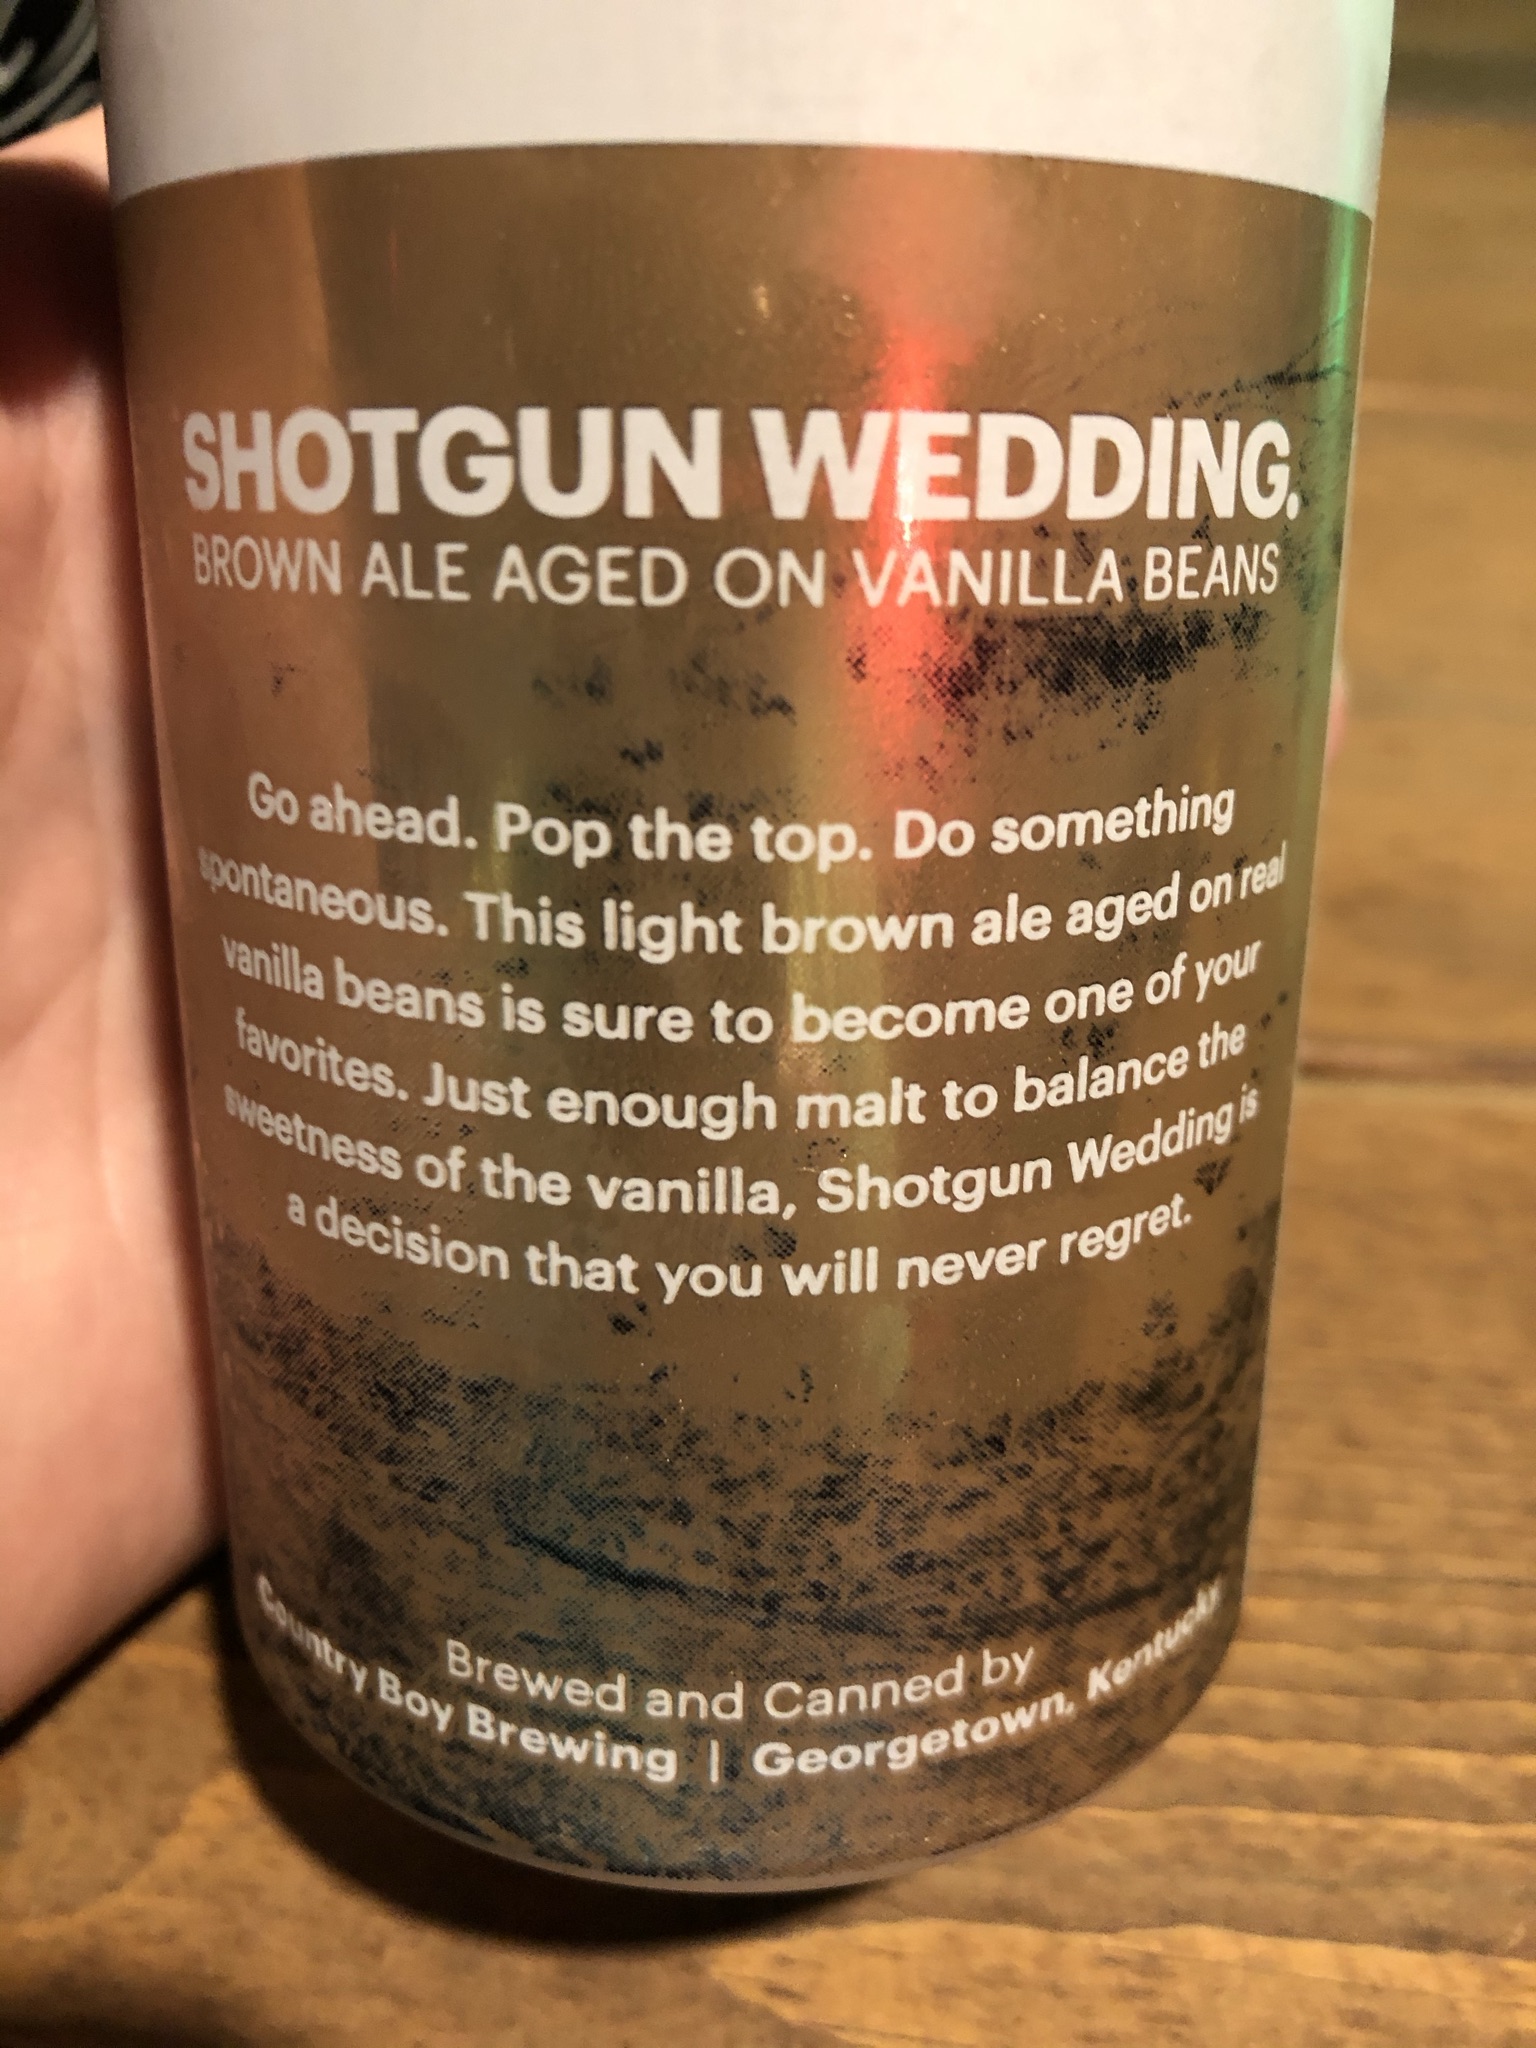 SHOTGUN WEDDING.
BROWN ALE AGED ON VANILLA BEANS
Go ahead. Pop the top. Do something
spontaneous. This light brown ale aged on real
vanilla beans is sure to become one of your
favorites. Just enough malt to balance the
sweetness of the vanilla, Shotgun Wedding is
a decision that you will never regret.
Brewed and Canned by
Country Boy Brewing | Georgetown, Kentucky